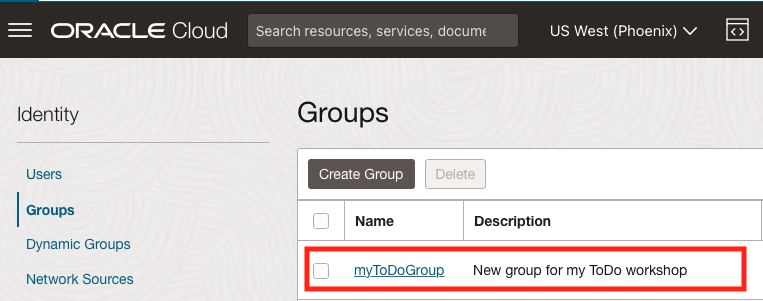 ORACLE Cloud
Search resources, services, docume
US West (Phoenix)
Identity
Users
Groups
Dynamic Groups
Network Sources
Groups
Create Group
Delete
Name Description
myToDoGroup New group for my ToDo workshop